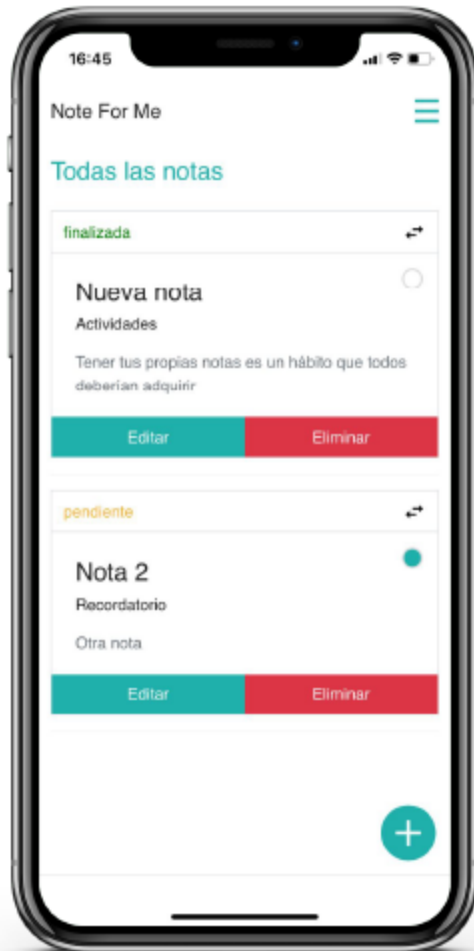 16:45
Note For Me
Todas las notas
finalizada
Nueva nota
Actividades
Tener tus propias notas es un hábito que todos
deberían adquirir
Editar Eliminar
pendiente
Nota 2
Recordatorio
Otra nota
Editar Eliminar